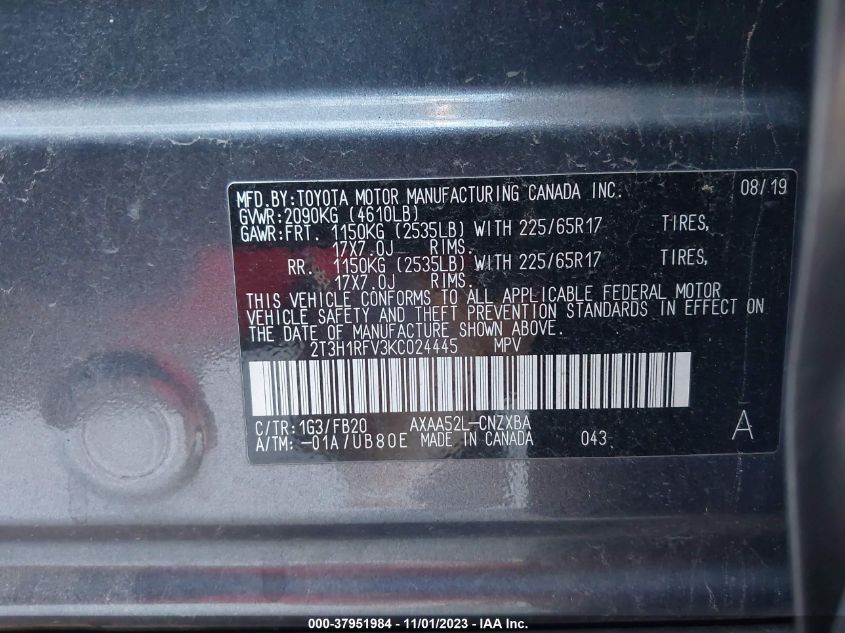 MFD.BY:TOYOTA MOTOR MANUFACTURING CANADA INC. 08/19
GVWR:2090KG (4610LB)
GAWR:FRT. 1150KG (2535LB) WITH 225/65R17 TIRES,
17X7.0J RIMS.
RR. 1150KG (2535LB) WITH 225/65R17 TIRES,
17X7.0J RIMS.
THIS VEHICLE CONFORMS TO ALL APPLICABLE FEDERAL MOTOR
VEHICLE SAFETY AND THEFT PREVENTION STANDARDS IN EFFECT ON
THE DATE OF MANUFACTURE SHOWN ABOVE.
2T3H1RFV3KC024445 MPV
C/TR:1G3/FB20 AXAA52L-CNZXBA
A/TM:-01A/UB80E MADE IN CANADA 043 A
000-37951984 - 11/01/2023 - IAA Inc.